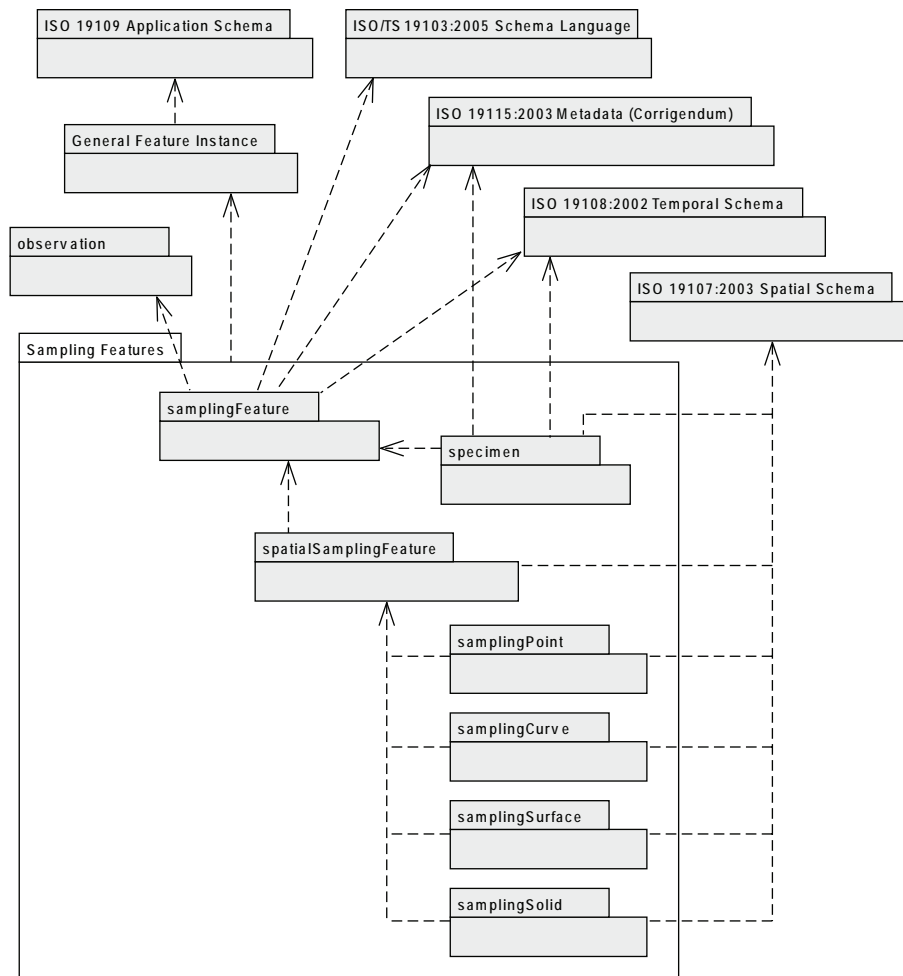 ISO 19109 Application Schema
ISO/TS 19103:2005 Schema Language
ISO 19115:2003 Metadata (Corrigendum)
General Feature Instance
ISO 19108:2002 Temporal Schema
observation
ISO 19107:2003 Spatial Schema
Sampling Features
samplingFeature
specimen
spatialSamplingFeature
samplingPoint
samplingCurve
samplingSurface
samplingSolid